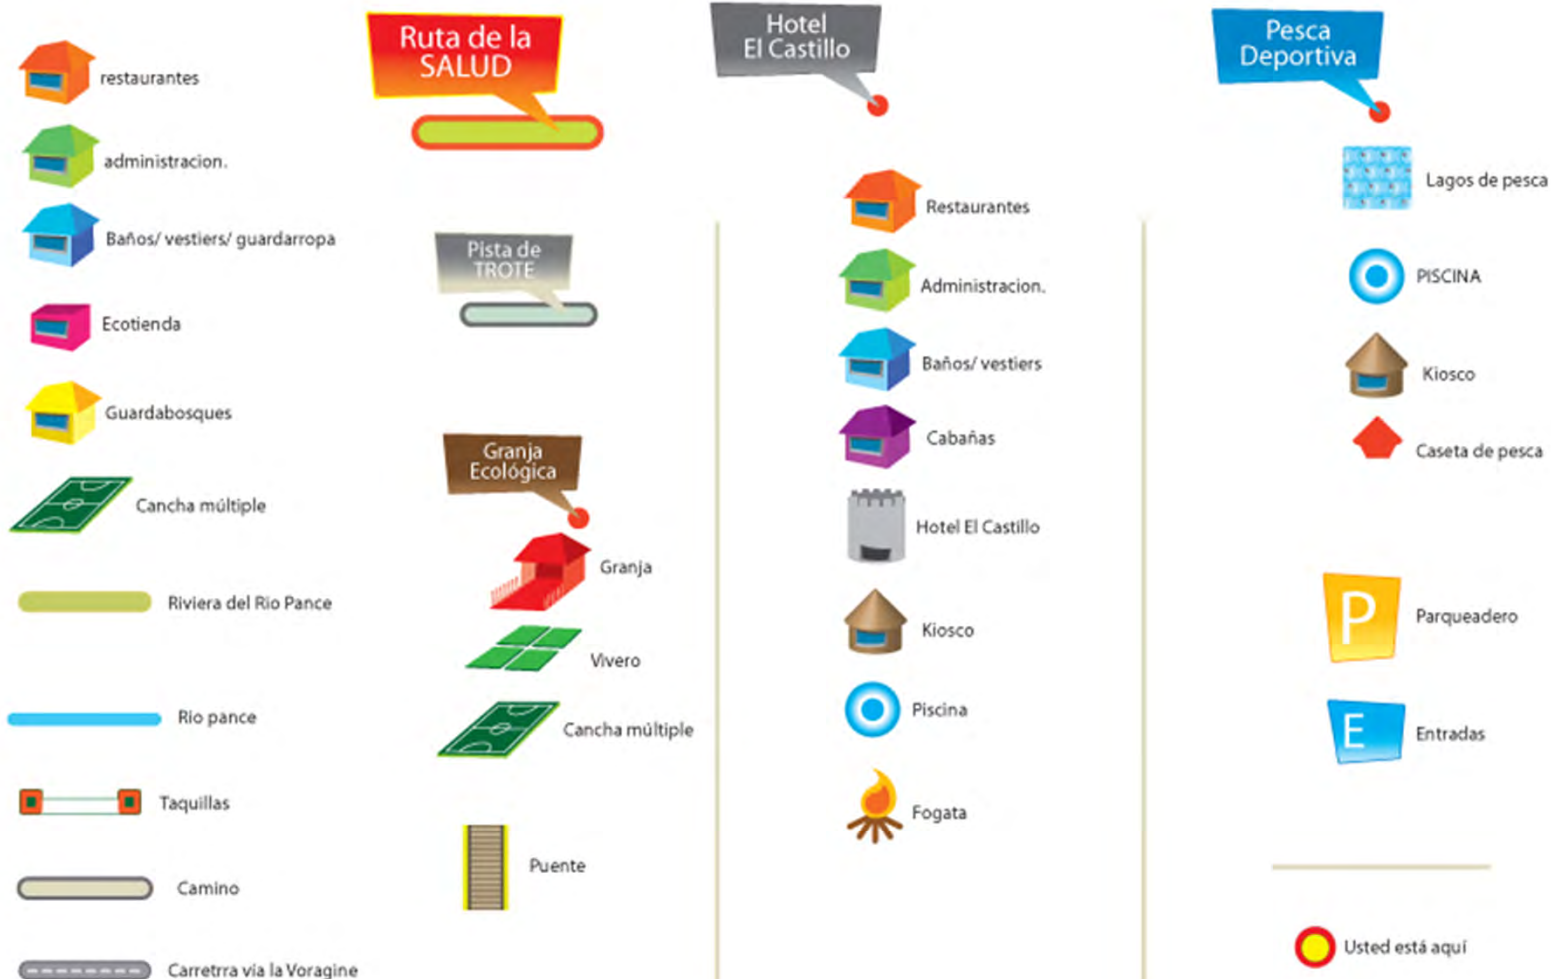 restaurantes
administracion.
Baños/ vestiers/ guardarropa
Ecotienda
Guardabosques
Cancha múltiple
Riviera del Rio Pance
Rio pance
Taquillas
Camino
Carretrra via la Voragine
Ruta de la
SALUD
Pista de
TROTE
Granja
Ecológica
Granja
Vivero
Cancha múltiple
Puente
Hotel
El Castillo
Restaurantes
Administracion.
Baños/ vestiers
Cabañas
Hotel El Castillo
Kiosco
Piscina
Fogata
Pesca
Deportiva
Lagos de pesca
PISCINA
Kiosco
Caseta de pesca
P
Parqueadero
E
Entradas
Usted está aquí